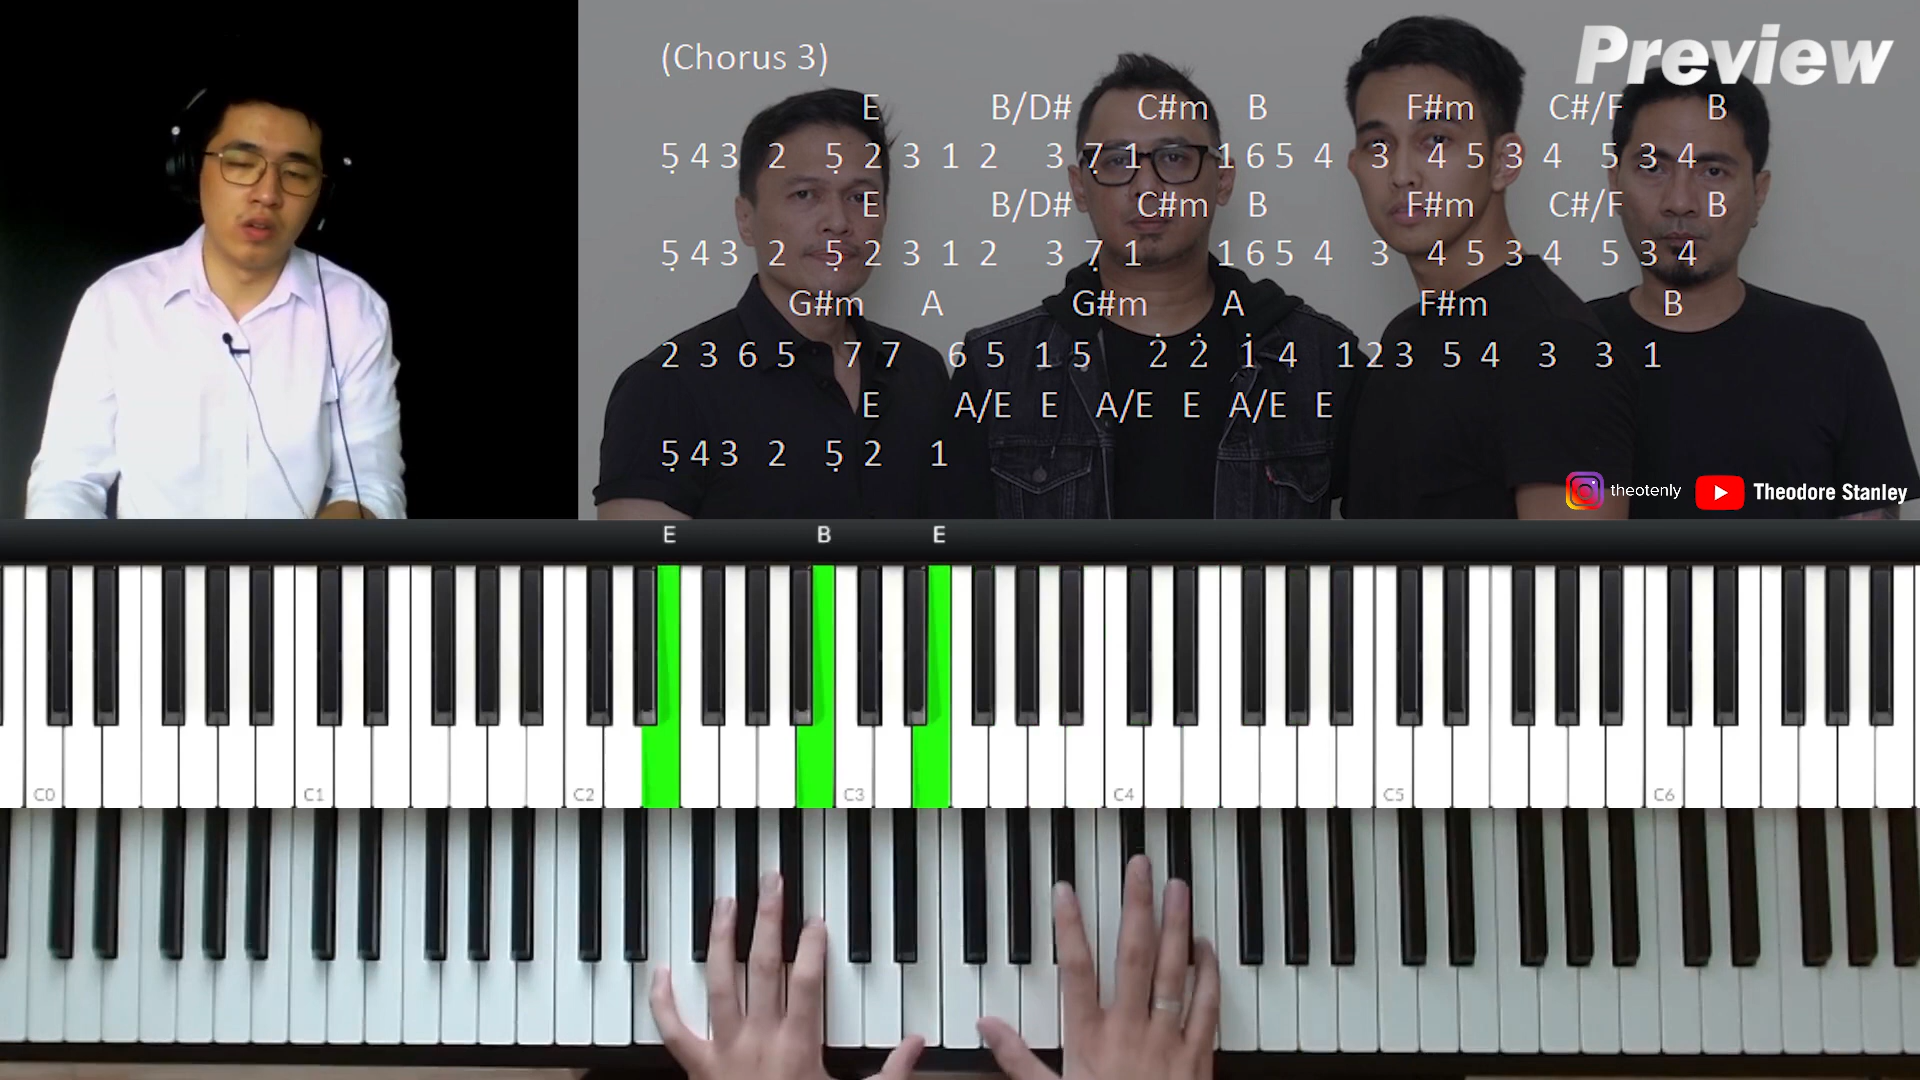 Preview
(Chorus 3)
E B/D# C#m B F#m C#/F B
5̣ 4 3 2 5̣ 2 3 1 2 3 7̣ 1 1 6 5 4 3 4 5 3 4 5 3 4
E B/D# C#m B F#m C#/F B
5̣ 4 3 2 5̣ 2 3 1 2 3 7̣ 1 1 6 5 4 3 4 5 3 4 5 3 4
G#m A G#m A F#m B
2 3 6 5 7 7 6 5 1 5 2̇ 2̇ 1̇ 4 1 2 3 5 4 3 3 1
E A/E E A/E E A/E E
5̣ 4 3 2 5̣ 2 1
theotenly Theodore Stanley
E B E
C0 C1 C2 C3 C4 C5 C6